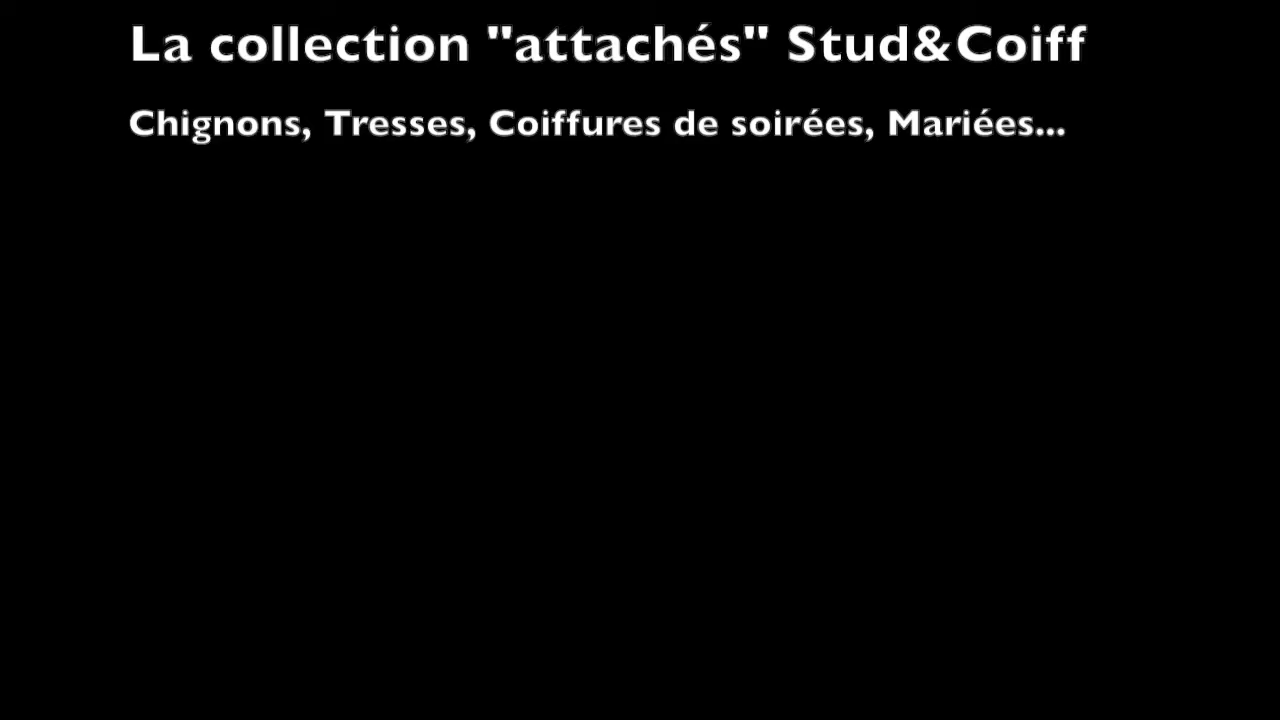 La collection "attachés" Stud&Coiff
Chignons, Tresses, Coiffures de soirées, Mariées...